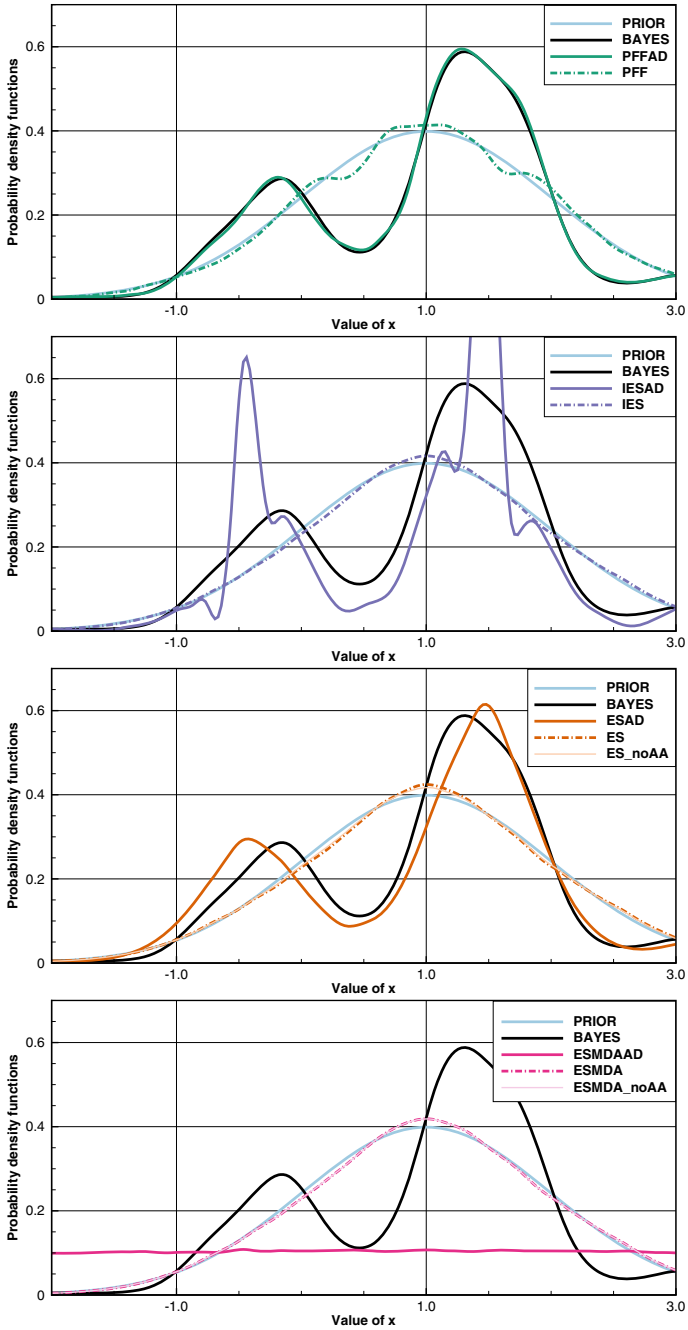 PRIOR
BAYES
PFFAD
PFF
Probability density functions
0.6
0.4
0.2
0
-1.0
1.0
3.0
Value of x
PRIOR
BAYES
IESAD
IES
Probability density functions
0.6
0.4
0.2
0
-1.0
1.0
3.0
Value of x
PRIOR
BAYES
ESAD
ES
ES_noAA
Probability density functions
0.6
0.4
0.2
0
-1.0
1.0
3.0
Value of x
PRIOR
BAYES
ESMDAAD
ESMDA
ESMDA_noAA
Probability density functions
0.6
0.4
0.2
0
-1.0
1.0
3.0
Value of x